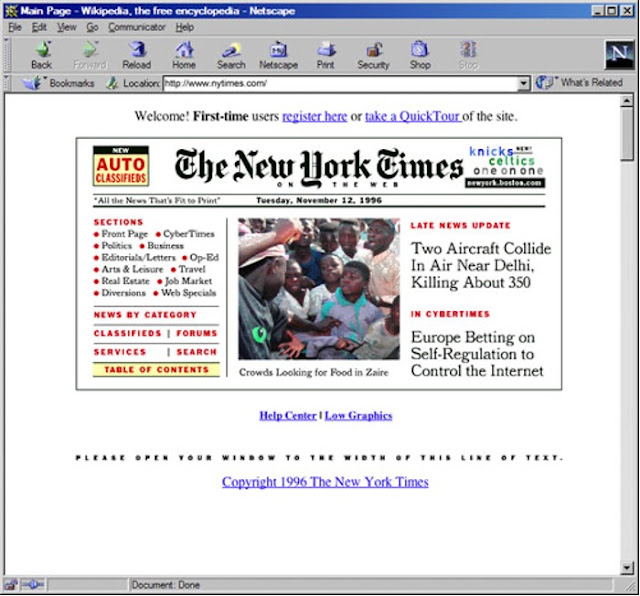 Main Page - Wikipedia, the free encyclopedia - Netscape
File Edit View Go Communicator Help
Back Forward Reload Home Search Netscape Print Security Shop Stop
Bookmarks Location: http://www.nytimes.com/ What's Related
Welcome! First-time users register here or take a QuickTour of the site.
NEW
AUTO
CLASSIFIEDS
The New York Times
ON THE WEB
knicks NEW!
celtics
one on one
newyork.boston.com
"All the News That's Fit to Print"
Tuesday, November 12, 1996
SECTIONS
Front Page CyberTimes
Politics Business
Editorials/Letters Op-Ed
Arts & Leisure Travel
Real Estate Job Market
Diversions Web Specials
NEWS BY CATEGORY
CLASSIFIEDS | FORUMS
SERVICES | SEARCH
TABLE OF CONTENTS
Crowds Looking for Food in Zaire
LATE NEWS UPDATE
Two Aircraft Collide
In Air Near Delhi,
Killing About 350
IN CYBERTIMES
Europe Betting on
Self-Regulation to
Control the Internet
Help Center | Low Graphics
PLEASE OPEN YOUR WINDOW TO THE WIDTH OF THIS LINE OF TEXT.
Copyright 1996 The New York Times
Document: Done